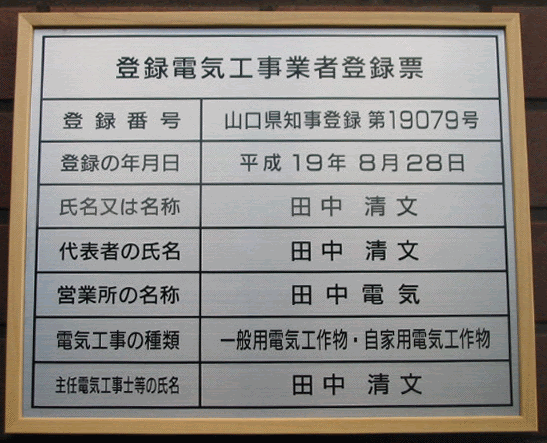 登録電気工事業者登録票
登録番号 山口県知事登録 第19079号
登録の年月日 平成19年 8月28日
氏名又は名称 田中 清文
代表者の氏名 田中 清文
営業所の名称 田中電気
電気工事の種類 一般用電気工作物・自家用電気工作物
主任電気工事士等の氏名 田中 清文